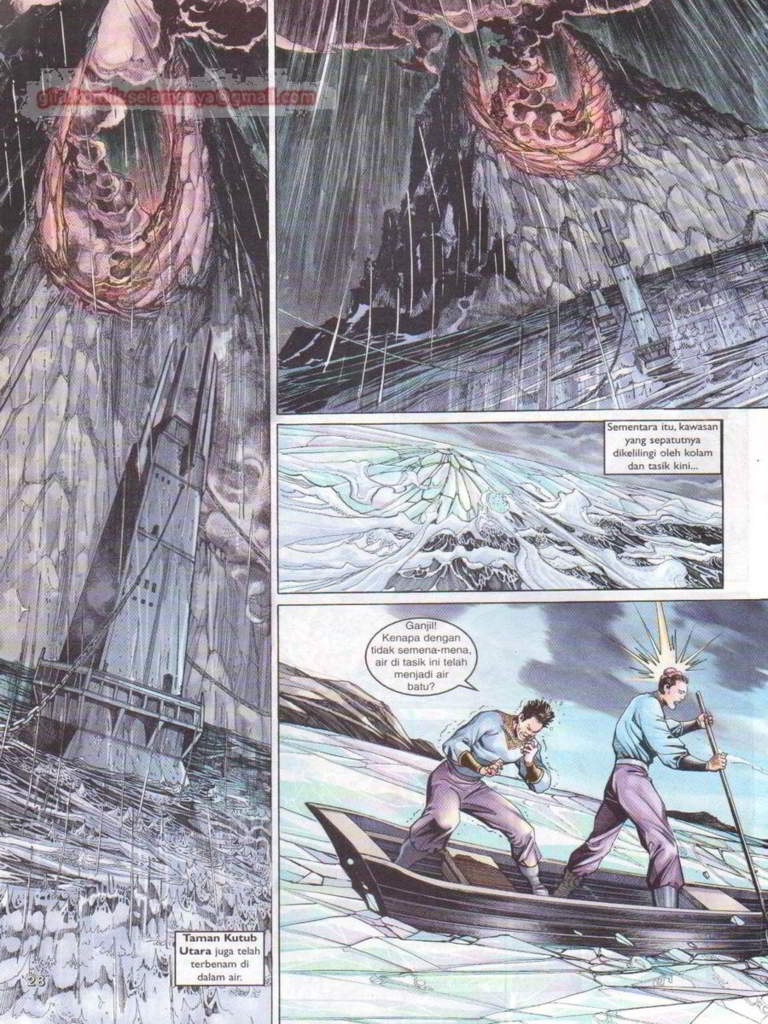 Taman Kutub
Utara juga telah
terbenam di
dalam air.
Sementara itu, kawasan
yang sepatutnya
dikelilingi oleh kolam
dan tasik kini...
Ganjil!
Kenapa dengan
tidak semena-mena,
air di tasik ini telah
menjadi air
batu?
28